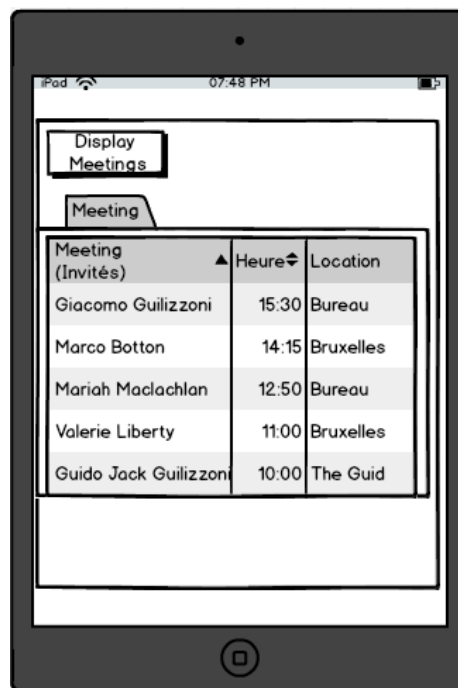 iPod 07:48 PM
Display
Meetings
Meeting
Meeting
(Invités) Heure Location
Giacomo Guilizzoni 15:30 Bureau
Marco Botton 14:15 Bruxelles
Mariah Maclachlan 12:50 Bureau
Valerie Liberty 11:00 Bruxelles
Guido Jack Guilizzoni 10:00 The Guid